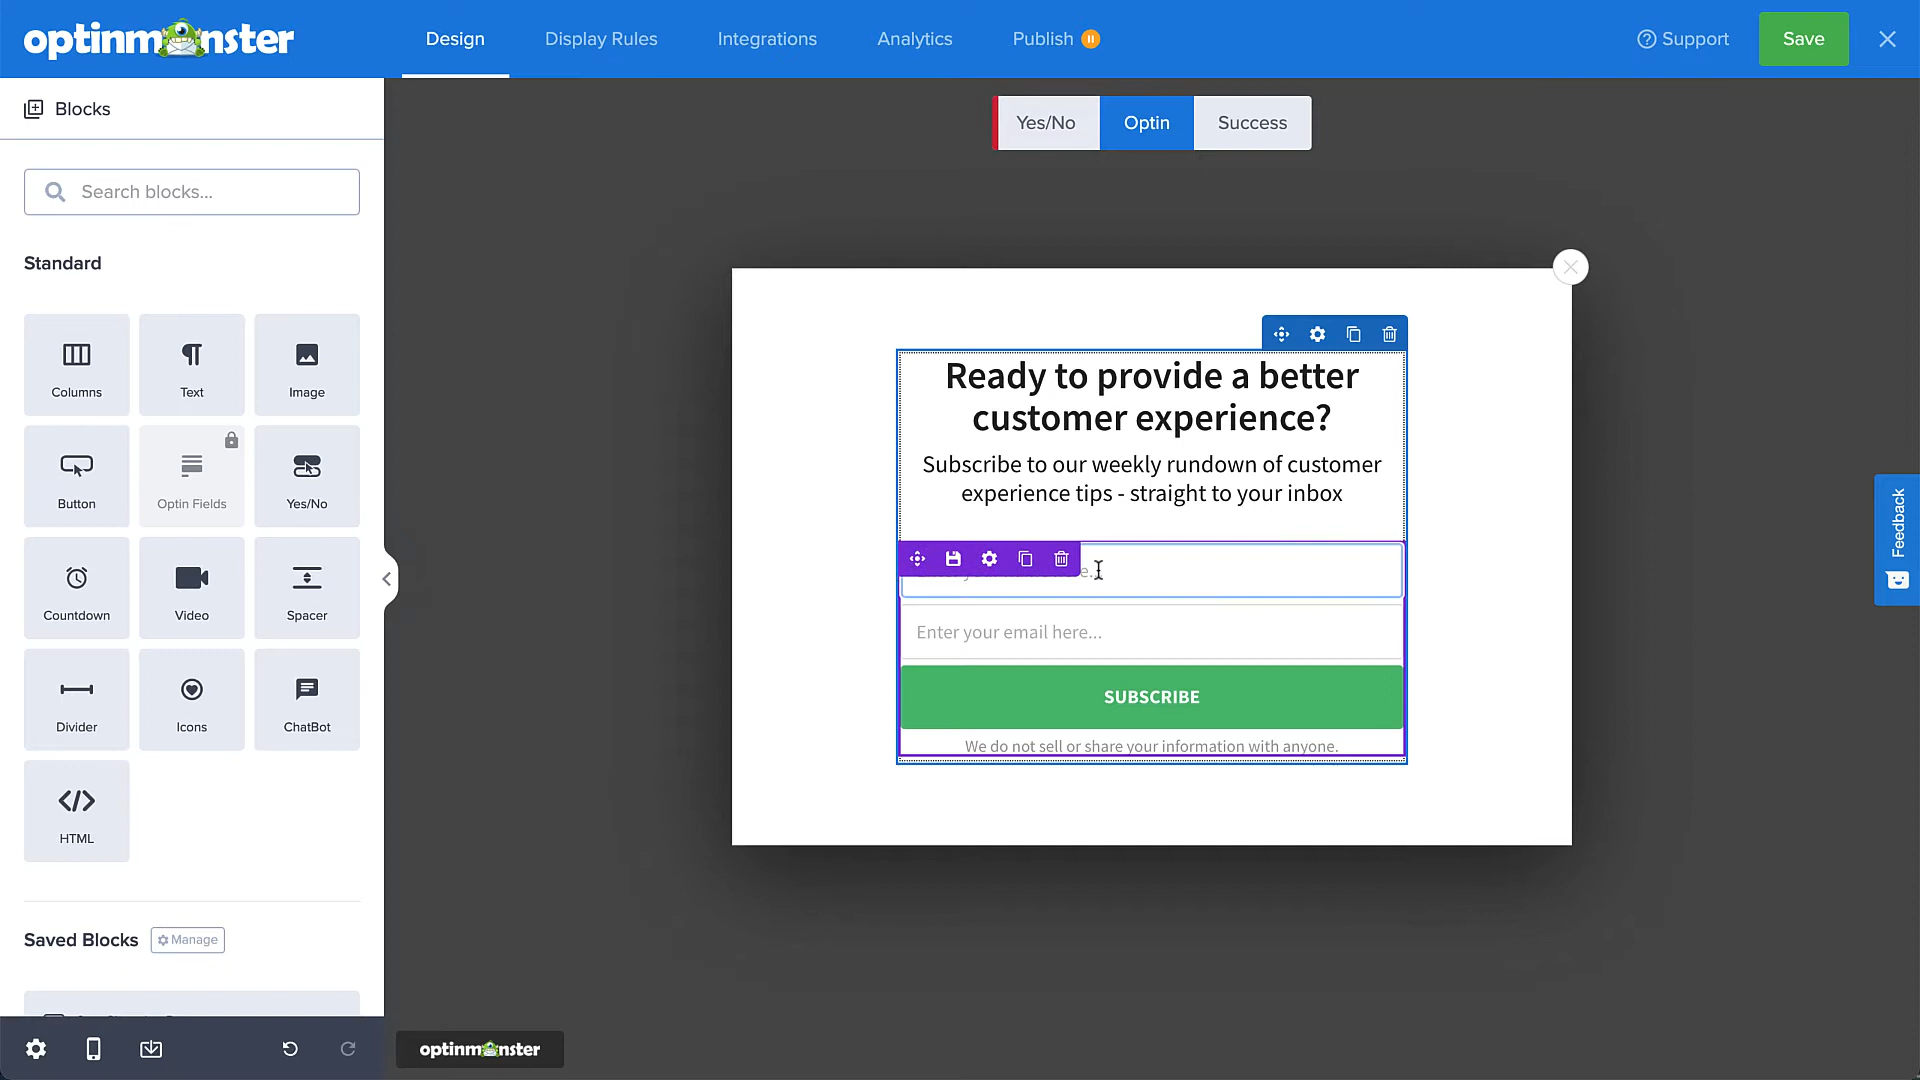 optinmonster
Design
Display Rules
Integrations
Analytics
Publish
Support
Save
Blocks
Search blocks...
Standard
Columns
Text
Image
Button
Optin Fields
Yes/No
Countdown
Video
Spacer
Divider
Icons
ChatBot
HTML
Saved Blocks
Manage
Yes/No
Optin
Success
Ready to provide a better
customer experience?
Subscribe to our weekly rundown of customer
experience tips - straight to your inbox
Enter your email here...
SUBSCRIBE
We do not sell or share your information with anyone.
Feedback
optinmonster